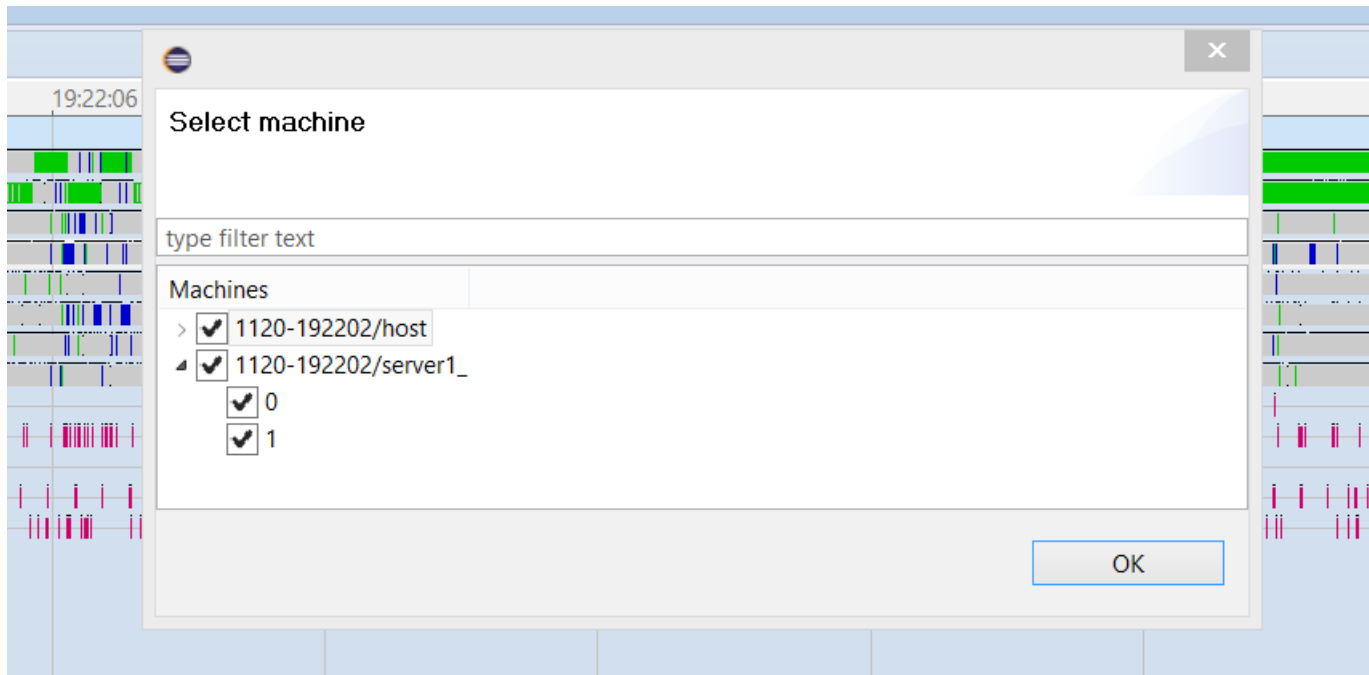 19:22:06
Select machine
type filter text
Machines
1120-192202/host
1120-192202/server1_
0
1
OK